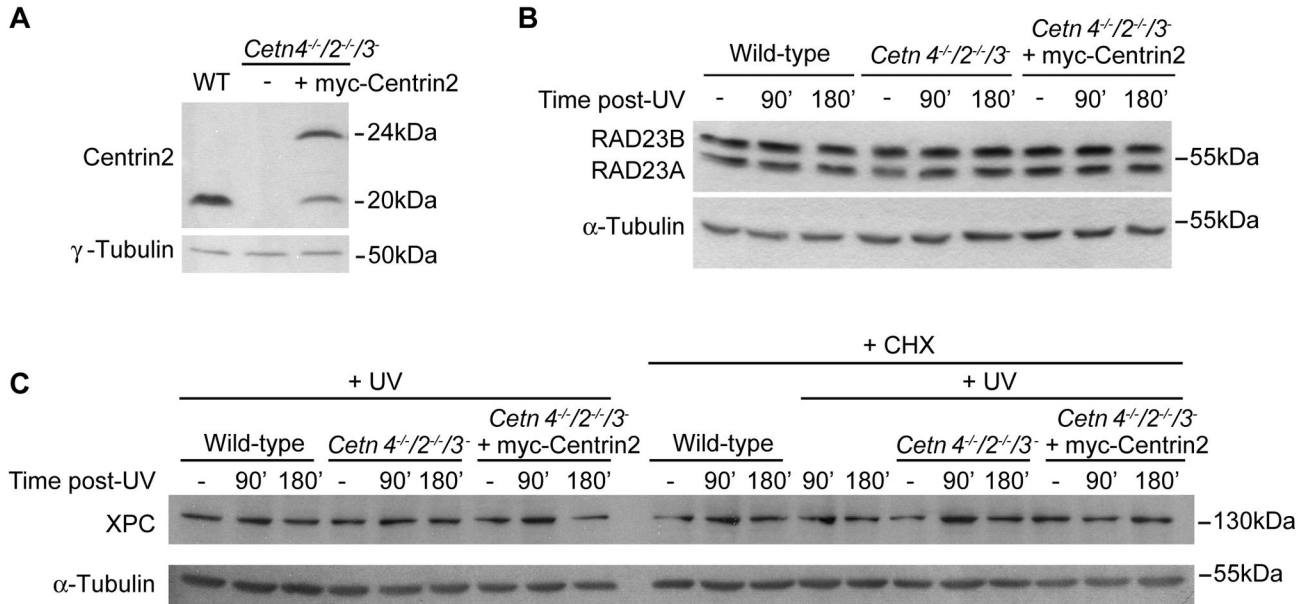 A
Cetn4-/-/2-/-/3-
WT - + myc-Centrin2
Centrin2
-24kDa
-20kDa
γ-Tubulin
-50kDa
B
Wild-type Cetn 4-/-/2-/-/3- Cetn 4-/-/2-/-/3- + myc-Centrin2
Time post-UV - 90’ 180’ - 90’ 180’ - 90’ 180’
RAD23B
RAD23A
-55kDa
α-Tubulin
-55kDa
C
+ CHX
+ UV + UV
Cetn 4-/-/2-/-/3- Cetn 4-/-/2-/-/3-
Wild-type Cetn 4-/-/2-/-/3- + myc-Centrin2 Wild-type Cetn 4-/-/2-/-/3- + myc-Centrin2
Time post-UV - 90’ 180’ - 90’ 180’ - 90’ 180’ - 90’ 180’ 90’ 180’ - 90’ 180’ - 90’ 180’
XPC
-130kDa
α-Tubulin
-55kDa